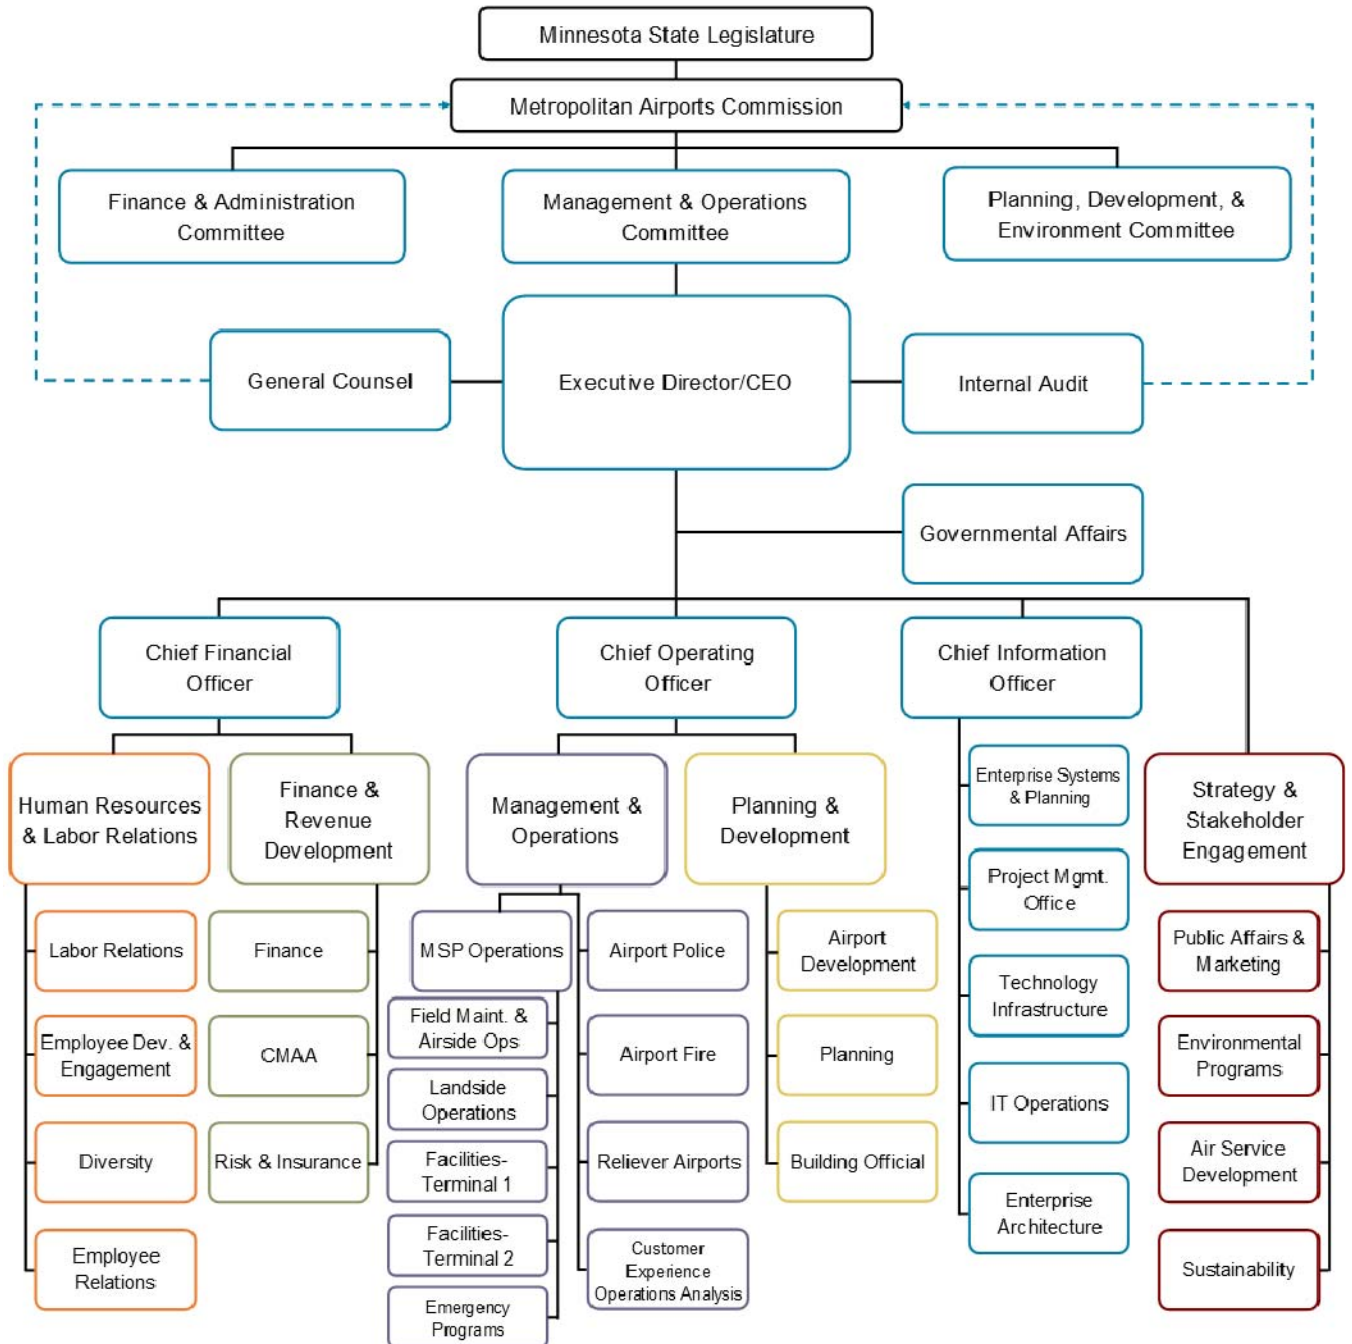 Minnesota State Legislature
Metropolitan Airports Commission
Finance & Administration
Committee
Management & Operations
Committee
Planning, Development, &
Environment Committee
General Counsel
Executive Director/CEO
Internal Audit
Governmental Affairs
Chief Financial
Officer
Chief Operating
Officer
Chief Information
Officer
Human Resources
& Labor Relations
Finance &
Revenue
Development
Management &
Operations
Planning &
Development
Strategy &
Stakeholder
Engagement
Labor Relations
Employee Dev. &
Engagement
Diversity
Employee
Relations
Finance
CMAA
Risk & Insurance
MSP Operations
Field Maint. &
Airside Ops
Landside
Operations
Facilities-
Terminal 1
Facilities-
Terminal 2
Emergency
Programs
Airport Police
Airport Fire
Reliever Airports
Customer
Experience
Operations Analysis
Airport
Development
Planning
Building Official
Enterprise Systems
& Planning
Project Mgmt.
Office
Technology
Infrastructure
IT Operations
Enterprise
Architecture
Public Affairs &
Marketing
Environmental
Programs
Air Service
Development
Sustainability